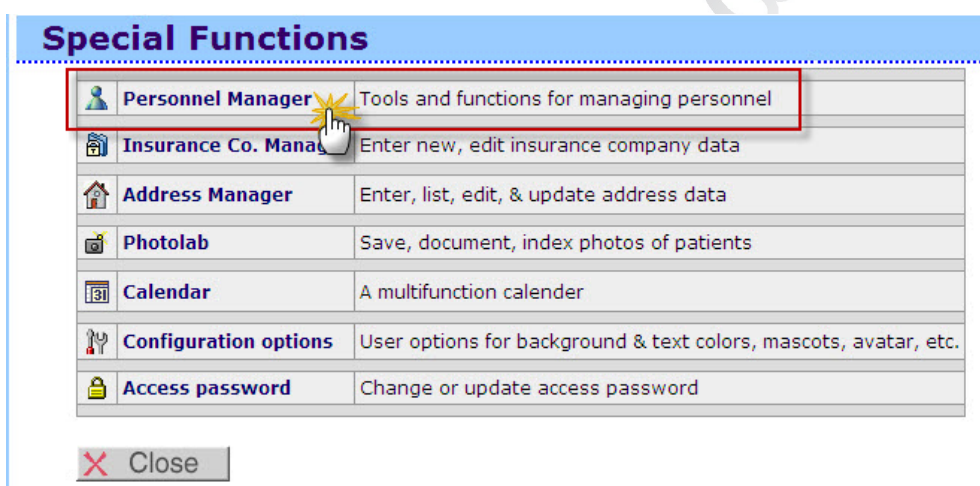 Special Functions
Personnel Manager Tools and functions for managing personnel
Insurance Co. Manag Enter new, edit insurance company data
Address Manager Enter, list, edit, & update address data
Photolab Save, document, index photos of patients
31 Calendar A multifunction calender
Configuration options User options for background & text colors, mascots, avatar, etc.
Access password Change or update access password
Close